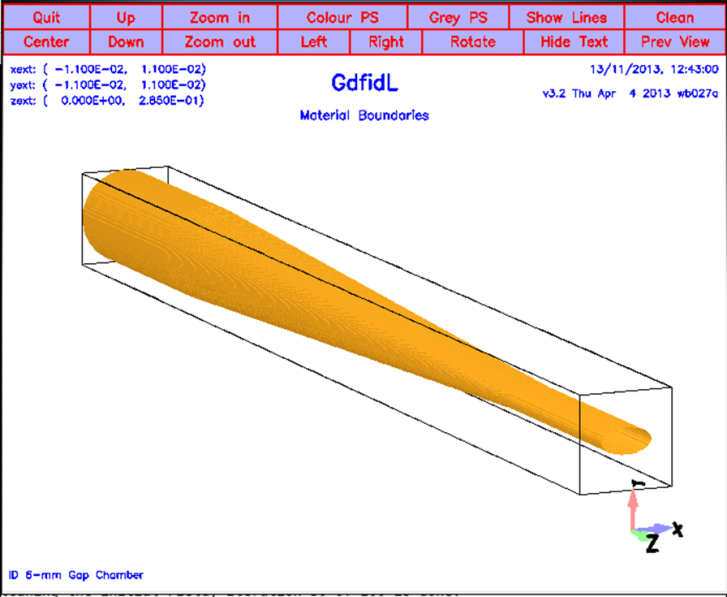 Quit Up Zoom in Colour PS Grey PS Show Lines Clean
Center Down Zoom out Left Right Rotate Hide Text Prev View
xext: ( -1.100E-02, 1.100E-02)
yext: ( -1.100E-02, 1.100E-02)
zext: ( 0.000E+00, 2.850E-01)
13/11/2013, 12:43:00
v3.2 Thu Apr 4 2013 wb027q
GdfidL
Material Boundaries
Y
X
Z
ID 6-mm Gap Chamber